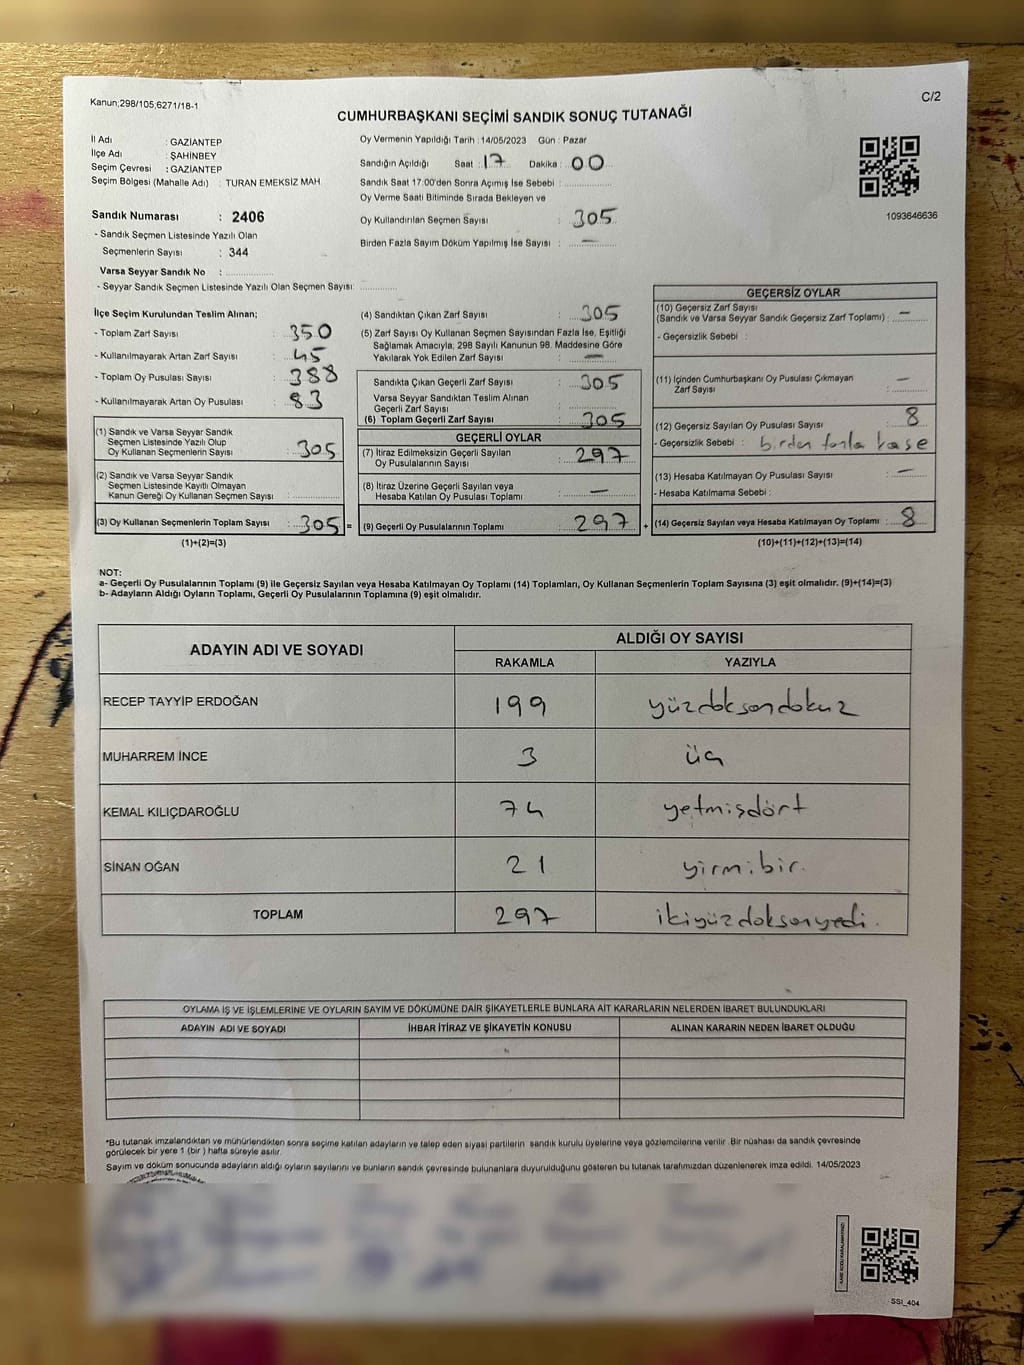 Kanun;298/105;6271/18-1
C/2
CUMHURBAŞKANI SEÇİMİ SANDIK SONUÇ TUTANAĞI
İl Adı : GAZİANTEP
İlçe Adı : ŞAHİNBEY
Seçim Çevresi : GAZİANTEP
Seçim Bölgesi (Mahalle Adı) : TURAN EMEKSİZ MAH
Sandık Numarası : 2406
- Sandık Seçmen Listesinde Yazılı Olan
Seçmenlerin Sayısı : 344
Varsa Seyyar Sandık No :
- Seyyar Sandık Seçmen Listesinde Yazılı Olan Seçmen Sayısı:
Oy Vermenin Yapıldığı Tarih : 14/05/2023 Gün : Pazar
Sandığın Açıldığı Saat : 17 Dakika : 00
Sandık Saat 17:00'den Sonra Açımış İse Sebebi :
Oy Verme Saati Bitiminde Sırada Bekleyen ve
Oy Kullandırılan Seçmen Sayısı : 305
Birden Fazla Sayım Döküm Yapılmış İse Sayısı : —
1093646636
İlçe Seçim Kurulundan Teslim Alınan;
- Toplam Zarf Sayısı : 350
- Kullanılmayarak Artan Zarf Sayısı : 45
- Toplam Oy Pusulası Sayısı : 388
- Kullanılmayarak Artan Oy Pusulası : 83
(1) Sandık ve Varsa Seyyar Sandık
Seçmen Listesinde Yazılı Olup
Oy Kullanan Seçmenlerin Sayısı : 305
(2) Sandık ve Varsa Seyyar Sandık
Seçmen Listesinde Kayıtlı Olmayan
Kanun Gereği Oy Kullanan Seçmen Sayısı :
(3) Oy Kullanan Seçmenlerin Toplam Sayısı : 305 =
(1)+(2)=(3)
(4) Sandıktan Çıkan Zarf Sayısı : 305
(5) Zarf Sayısı Oy Kullanan Seçmen Sayısından Fazla İse, Eşitliği
Sağlamak Amacıyla; 298 Sayılı Kanunun 98. Maddesine Göre
Yakılarak Yok Edilen Zarf Sayısı : —
Sandıkta Çıkan Geçerli Zarf Sayısı : 305
Varsa Seyyar Sandıktan Teslim Alınan
Geçerli Zarf Sayısı :
(6) Toplam Geçerli Zarf Sayısı : 305
GEÇERLİ OYLAR
(7) İtiraz Edilmeksizin Geçerli Sayılan
Oy Pusulalarının Sayısı : 297
(8) İtiraz Üzerine Geçerli Sayılan veya
Hesaba Katılan Oy Pusulası Toplamı : —
(9) Geçerli Oy Pusulalarının Toplamı : 297 +
GEÇERSİZ OYLAR
(10) Geçersiz Zarf Sayısı
(Sandık ve Varsa Seyyar Sandık Geçersiz Zarf Toplamı) : —
- Geçersizlik Sebebi :
(11) İçinden Cumhurbaşkanı Oy Pusulası Çıkmayan
Zarf Sayısı : —
(12) Geçersiz Sayılan Oy Pusulası Sayısı : 8
- Geçersizlik Sebebi : birden fazla kaşe
(13) Hesaba Katılmayan Oy Pusulası Sayısı : —
- Hesaba Katılmama Sebebi :
(14) Geçersiz Sayılan veya Hesaba Katılmayan Oy Toplamı : 8
(10)+(11)+(12)+(13)=(14)
NOT:
a- Geçerli Oy Pusulalarının Toplamı (9) ile Geçersiz Sayılan veya Hesaba Katılmayan Oy Toplamı (14) Toplamları, Oy Kullanan Seçmenlerin Toplam Sayısına (3) eşit olmalıdır. (9)+(14)=(3)
b- Adayların Aldığı Oyların Toplamı, Geçerli Oy Pusulalarının Toplamına (9) eşit olmalıdır.
ADAYIN ADI VE SOYADI
ALDIĞI OY SAYISI
RAKAMLA YAZIYLA
RECEP TAYYİP ERDOĞAN 199 yüzdoksandokuz
MUHARREM İNCE 3 üç
KEMAL KILIÇDAROĞLU 74 yetmişdört
SİNAN OĞAN 21 yirmibir.
TOPLAM 297 ikiyüzdoksanyedi.
OYLAMA İŞ VE İŞLEMLERİNE VE OYLARIN SAYIM VE DÖKÜMÜNE DAİR ŞİKAYETLERLE BUNLARA AİT KARARLARIN NELERDEN İBARET BULUNDUKLARI
ADAYIN ADI VE SOYADI İHBAR İTİRAZ VE ŞİKAYETİN KONUSU ALINAN KARARIN NEDEN İBARET OLDUĞU
*Bu tutanak imzalandıktan ve mühürlendikten sonra seçime katılan adayların ve talep eden siyasi partilerin sandık kurulu üyelerine veya gözlemcilerine verilir .Bir nüshası da sandık çevresinde
görülecek bir yere 1 (bir ) hafta süreyle asılır.
Sayım ve döküm sonucunda adayların aldığı oyların sayılarını ve bunların sandık çevresinde bulunanlara duyurulduğunu gösteren bu tutanak tarafımızdan düzenlenerek imza edildi. 14/05/2023
SSI_404